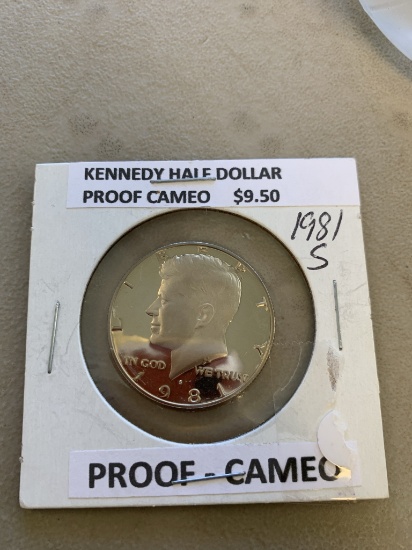 KENNEDY HALF DOLLAR
PROOF CAMEO $9.50
1981
S
LIBERTY
IN GOD WE TRUST
S
1981
PROOF - CAMEO